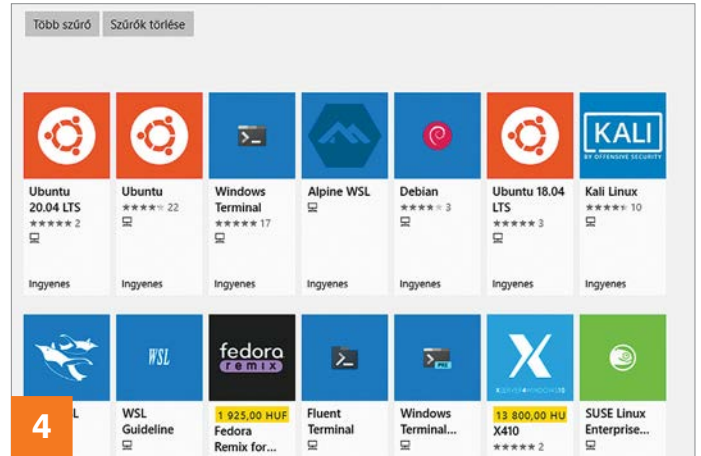 Több szűrő Szűrők törlése
KALI
BY OFFENSIVE SECURITY
Ubuntu
20.04 LTS
2
Ingyenes
Ubuntu
22
Ingyenes
Windows
Terminal
17
Ingyenes
Alpine WSL
Ingyenes
Debian
3
Ingyenes
Ubuntu 18.04
LTS
3
Ingyenes
Kali Linux
10
Ingyenes
4
L
WSL
WSL
Guideline
fedora
remix
1 925,00 HUF
Fedora
Remix for...
Fluent
Terminal
PRE
Windows
Terminal...
X
XSERVER4WINDOWS10
13 800,00 HU
X410
2
SUSE Linux
Enterprise...